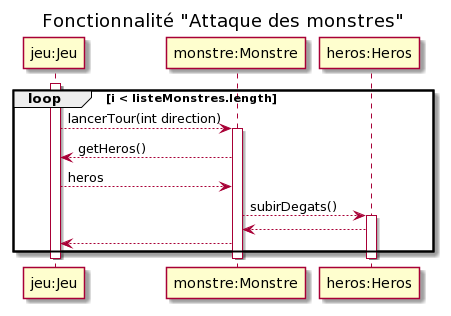 Fonctionnalité "Attaque des monstres"
jeu:Jeu monstre:Monstre heros:Heros
loop [i < listeMonstres.length]
lancerTour(int direction)
getHeros()
heros
subirDegats()
jeu:Jeu monstre:Monstre heros:Heros